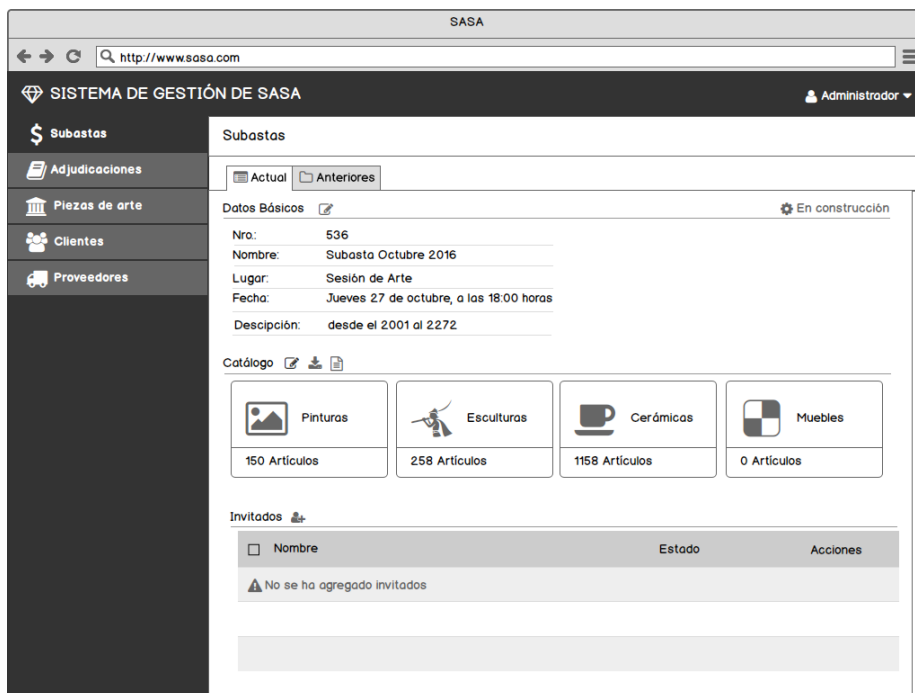 SASA
http://www.sasa.com
SISTEMA DE GESTIÓN DE SASA
Administrador
Subastas
Adjudicaciones
Piezas de arte
Clientes
Proveedores
Subastas
Actual
Anteriores
Datos Básicos
En construcción
Nro.: 536
Nombre: Subasta Octubre 2016
Lugar: Sesión de Arte
Fecha: Jueves 27 de octubre, a las 18:00 horas
Descipción: desde el 2001 al 2272
Catálogo
Pinturas
150 Artículos
Esculturas
258 Artículos
Cerámicas
1158 Artículos
Muebles
0 Artículos
Invitados
Nombre Estado Acciones
No se ha agregado invitados